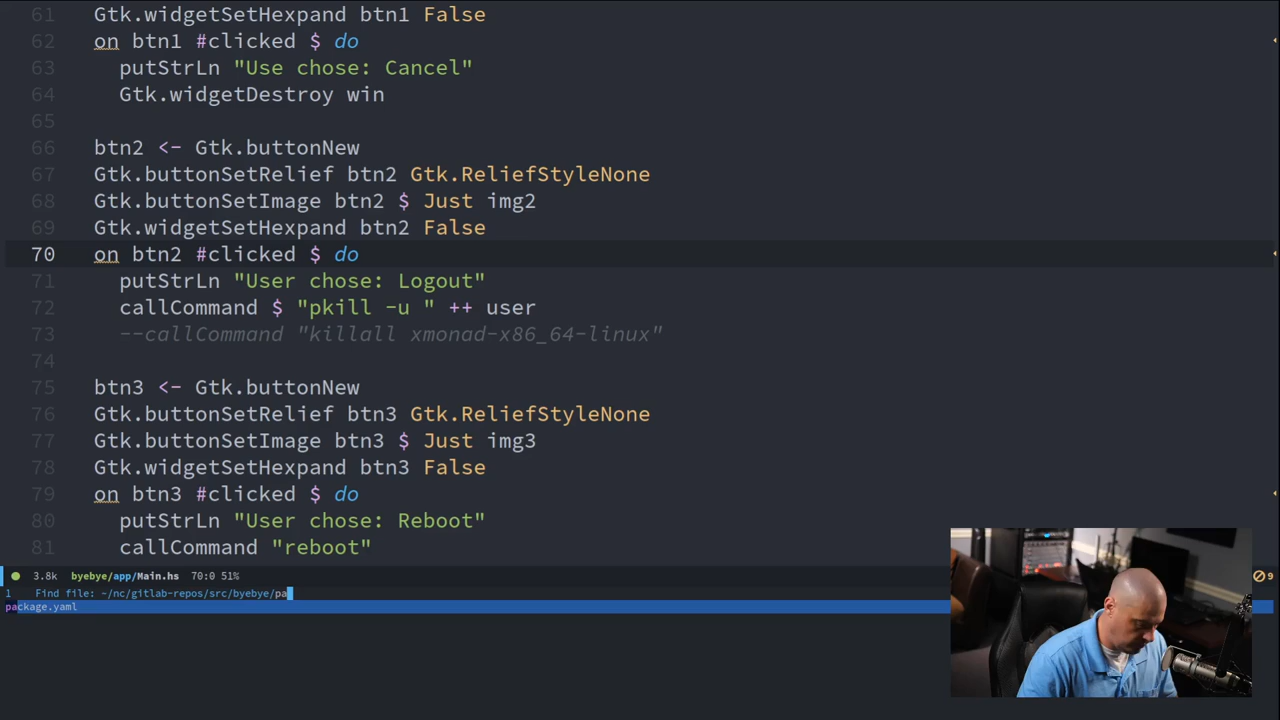 61 Gtk.widgetSetHexpand btn1 False
62 on btn1 #clicked $ do
63 putStrLn "Use chose: Cancel"
64 Gtk.widgetDestroy win
65
66 btn2 <- Gtk.buttonNew
67 Gtk.buttonSetRelief btn2 Gtk.ReliefStyleNone
68 Gtk.buttonSetImage btn2 $ Just img2
69 Gtk.widgetSetHexpand btn2 False
70 on btn2 #clicked $ do
71 putStrLn "User chose: Logout"
72 callCommand $ "pkill -u " ++ user
73 --callCommand "killall xmonad-x86_64-linux"
74
75 btn3 <- Gtk.buttonNew
76 Gtk.buttonSetRelief btn3 Gtk.ReliefStyleNone
77 Gtk.buttonSetImage btn3 $ Just img3
78 Gtk.widgetSetHexpand btn3 False
79 on btn3 #clicked $ do
80 putStrLn "User chose: Reboot"
81 callCommand "reboot"
3.8k byebye/app/Main.hs 70:0 51% 9
1 Find file: ~/nc/gitlab-repos/src/byebye/pa
package.yaml